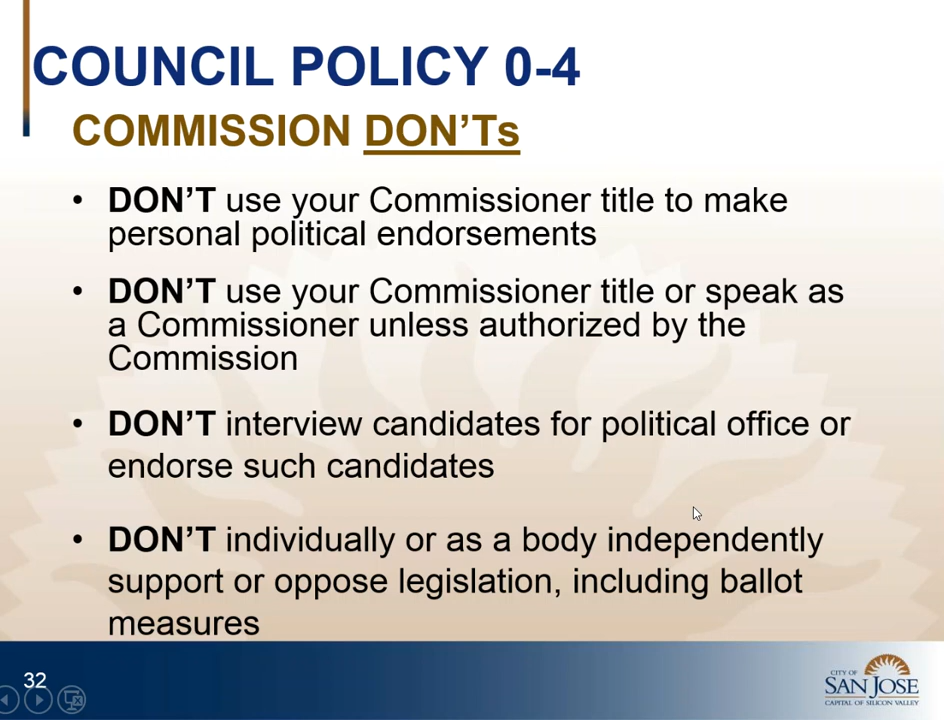 COUNCIL POLICY 0-4
COMMISSION DON'Ts
• DON'T use your Commissioner title to make
personal political endorsements
• DON'T use your Commissioner title or speak as
a Commissioner unless authorized by the
Commission
• DON'T interview candidates for political office or
endorse such candidates
• DON'T individually or as a body independently
support or oppose legislation, including ballot
measures
32
CITY OF
SAN JOSE
CAPITAL OF SILICON VALLEY